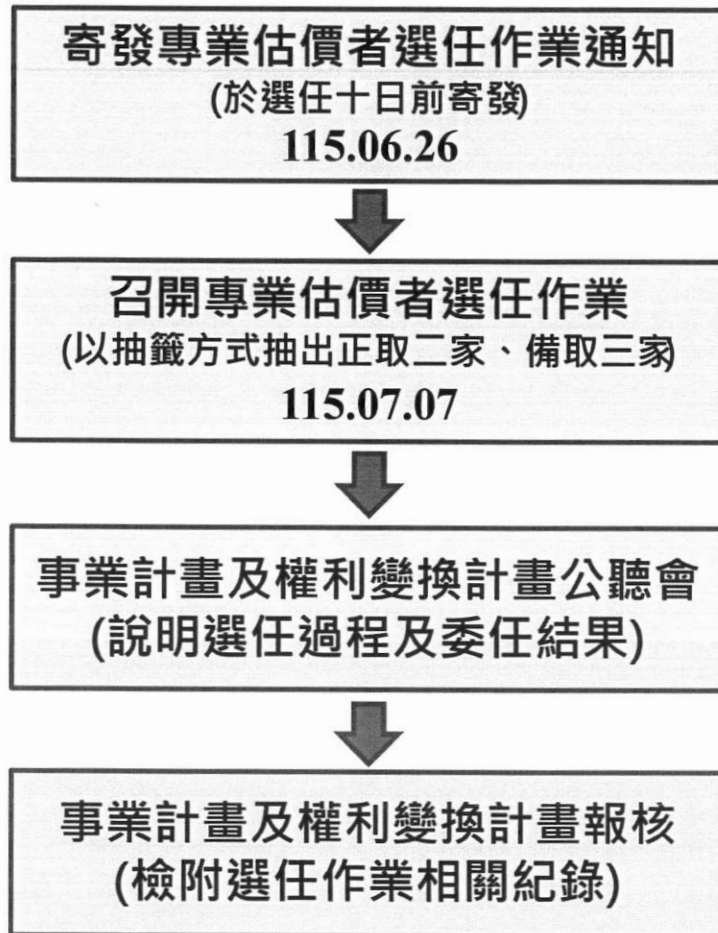 寄發專業估價者選任作業通知
(於選任十日前寄發)
115.06.26
召開專業估價者選任作業
(以抽籤方式抽出正取二家、備取三家)
115.07.07
事業計畫及權利變換計畫公聽會
(說明選任過程及委任結果)
事業計畫及權利變換計畫報核
(檢附選任作業相關紀錄)